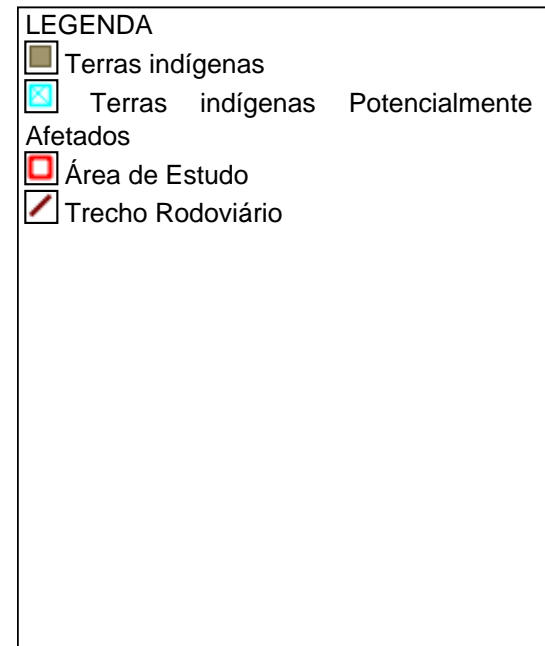 LEGENDA
Terras indígenas
Terras indígenas Potencialmente
Afetados
Área de Estudo
Trecho Rodoviário